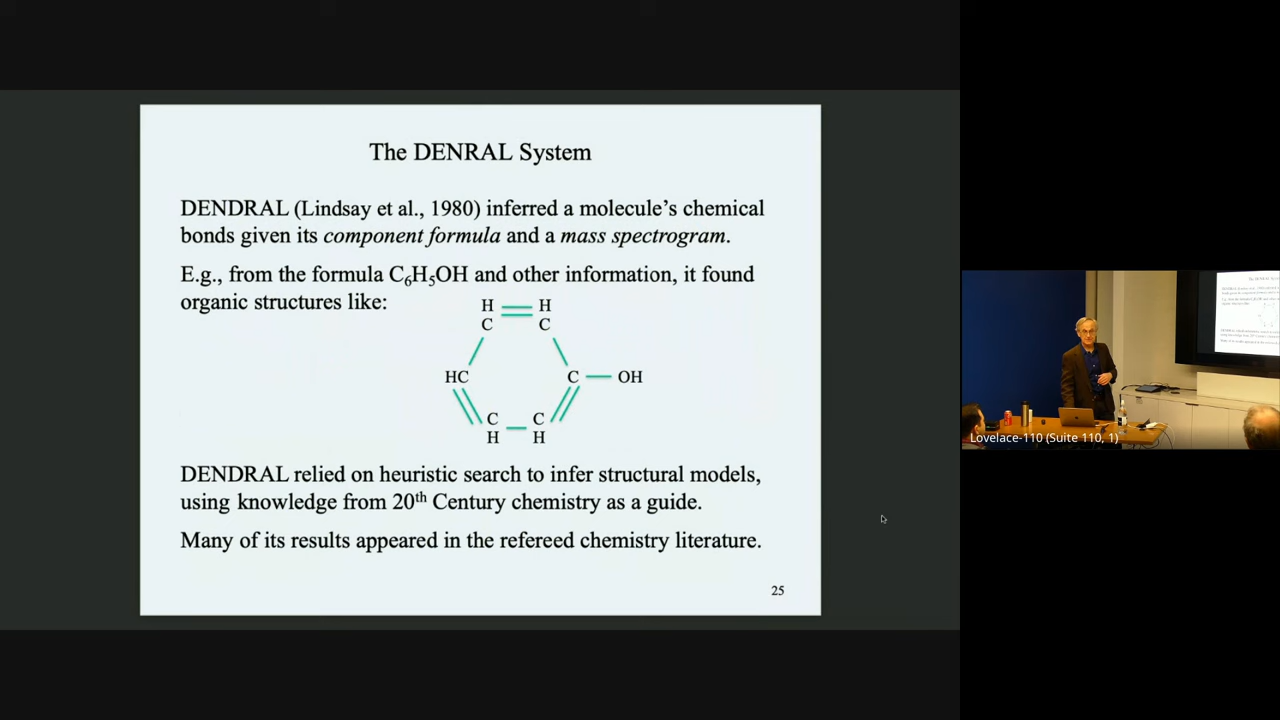 The DENRAL System
DENDRAL (Lindsay et al., 1980) inferred a molecule’s chemical
bonds given its component formula and a mass spectrogram.
E.g., from the formula C₆H₅OH and other information, it found
organic structures like:
H H
C C
HC C OH
C C
H H
DENDRAL relied on heuristic search to infer structural models,
using knowledge from 20th Century chemistry as a guide.
Many of its results appeared in the refereed chemistry literature.
25
Lovelace-110 (Suite 110, 1)